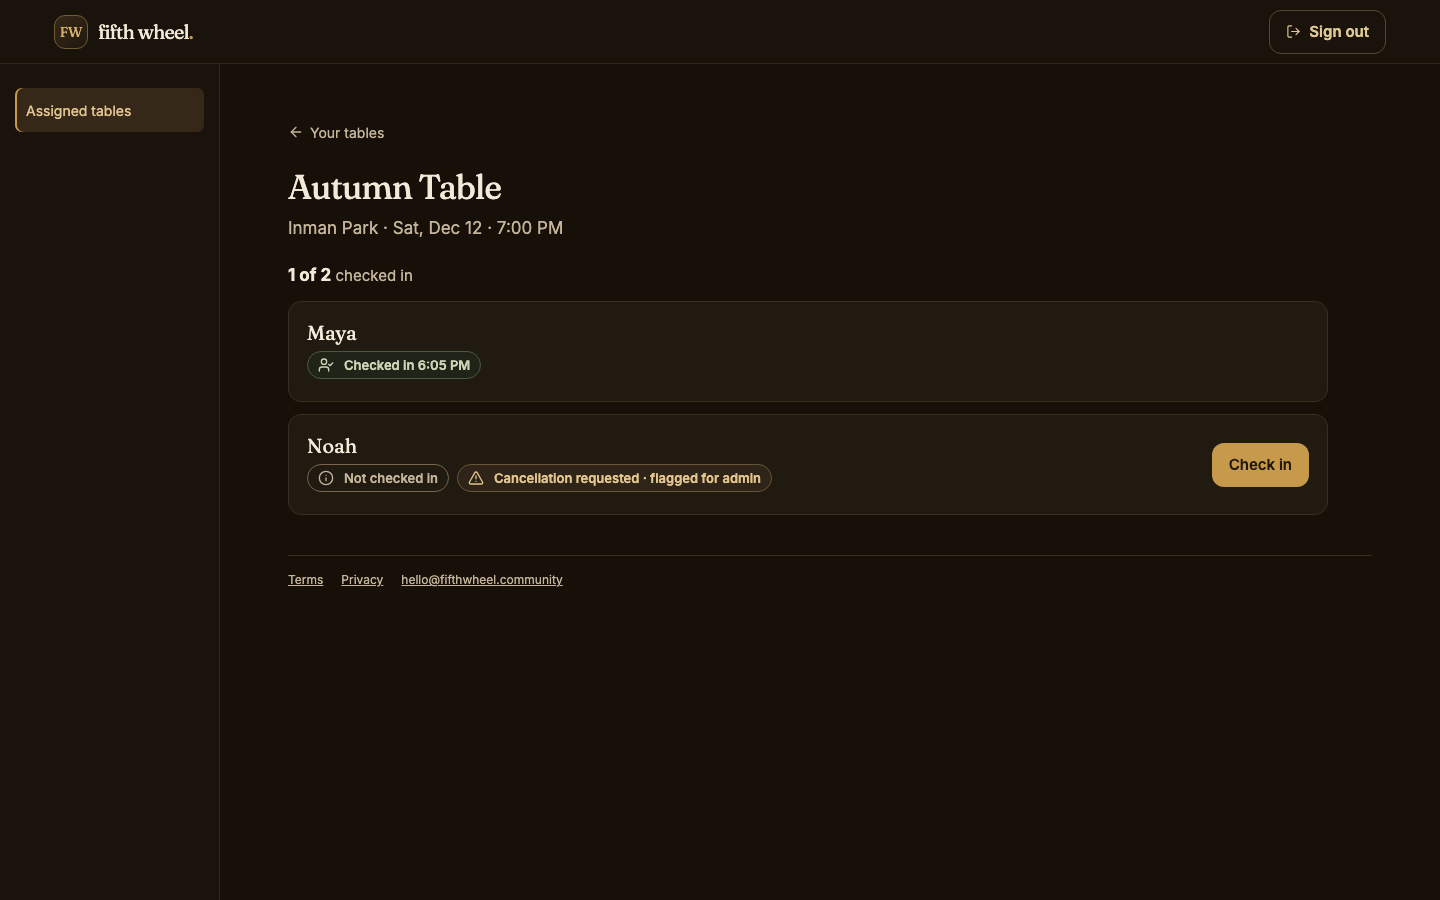 FW fifth wheel.
Sign out
Assigned tables
Your tables
Autumn Table
Inman Park · Sat, Dec 12 · 7:00 PM
1 of 2 checked in
Maya
Checked in 6:05 PM
Noah
Not checked in
Cancellation requested · flagged for admin
Check in
Terms Privacy hello@fifthwheel.community